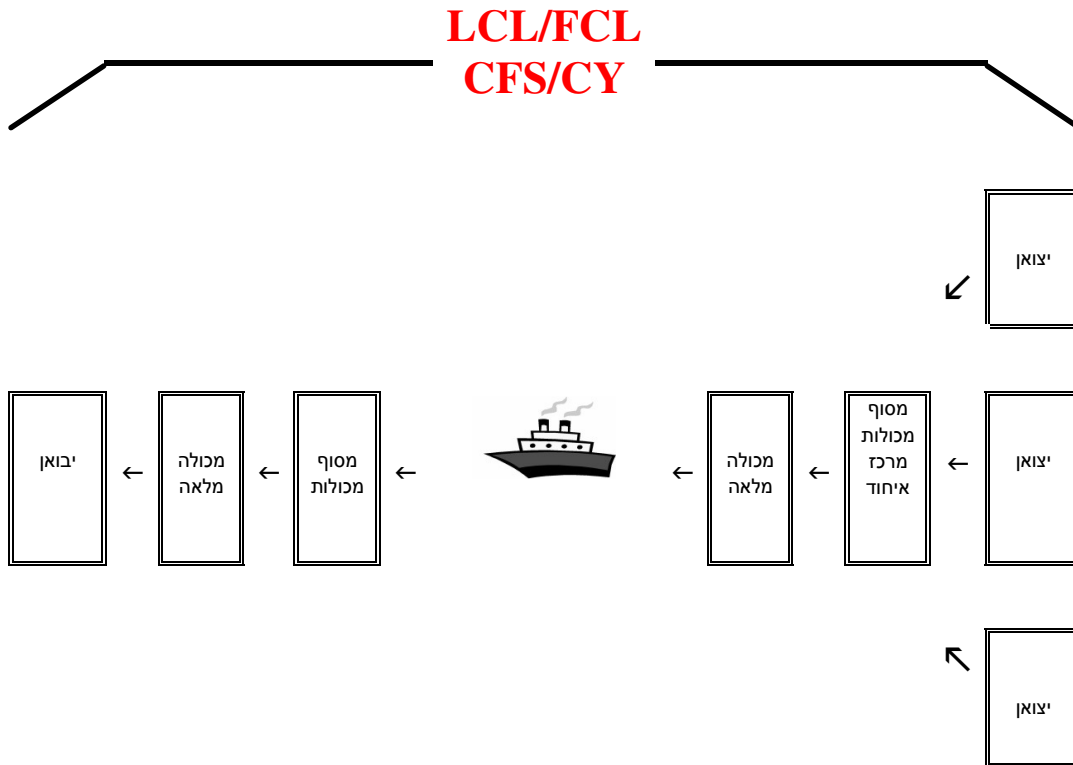 LCL/FCL
CFS/CY
יצואן
יצואן
מסוף
מכולות
מרכז
איחוד
מכולה
מלאה
מסוף
מכולות
מכולה
מלאה
יבואן
יצואן